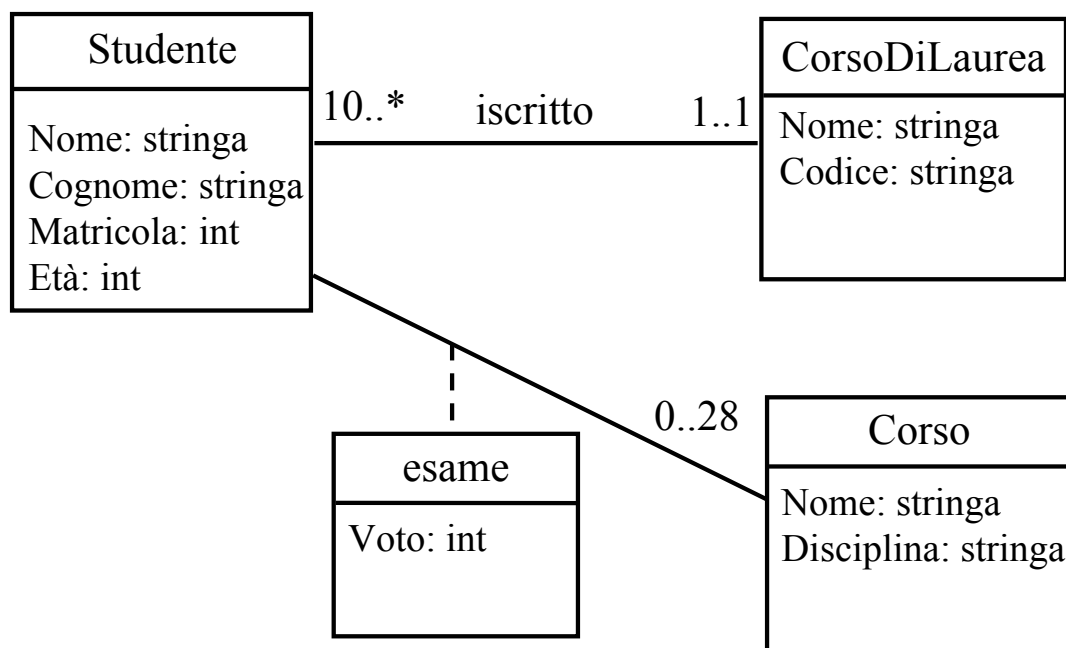 Studente
Nome: stringa
Cognome: stringa
Matricola: int
Età: int
10..*
iscritto
1..1
CorsoDiLaurea
Nome: stringa
Codice: stringa
0..28
esame
Voto: int
Corso
Nome: stringa
Disciplina: stringa